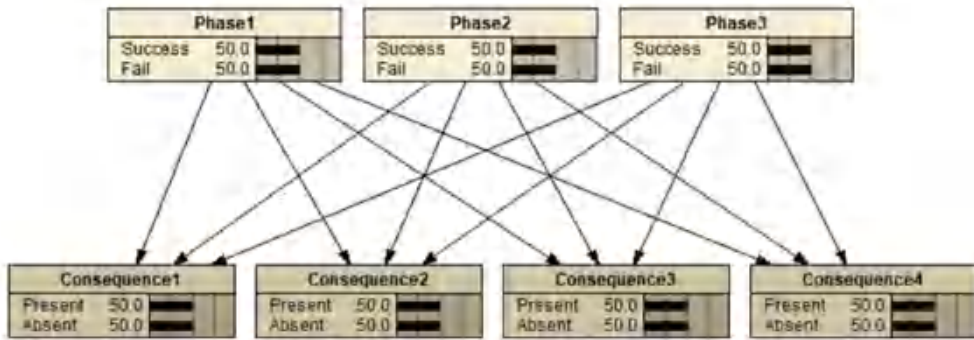 Phase1
Success 50.0
Fail 50.0
Phase2
Success 50.0
Fail 50.0
Phase3
Success 50.0
Fail 50.0
Consequence1
Present 50.0
Absent 50.0
Consequence2
Present 50.0
Absent 50.0
Consequence3
Present 50.0
Absent 50.0
Consequence4
Present 50.0
Absent 50.0